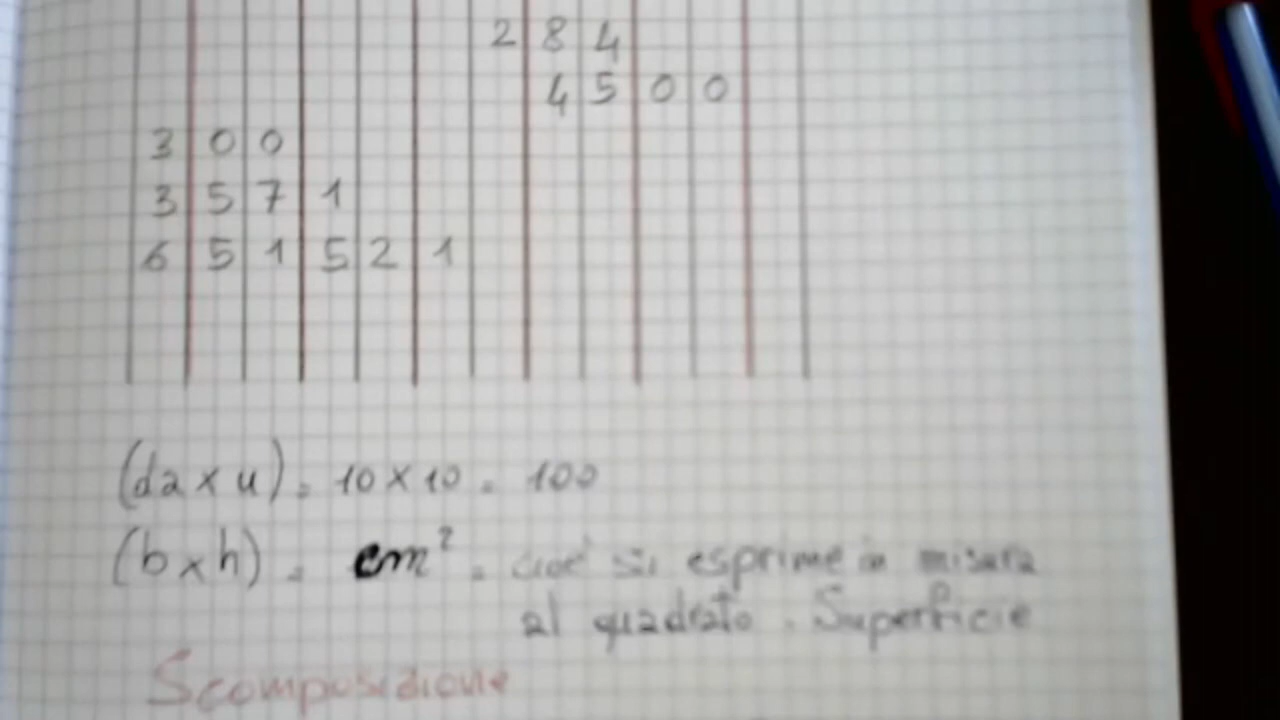 2 8 4
4 5 0 0
3 0 0
3 5 7 1
6 5 1 5 2 1
(da x u) = 10 x 10 = 100
(b x h) = cm² = cioè si esprime in misura
al quadrato. Superficie
Scomposizione